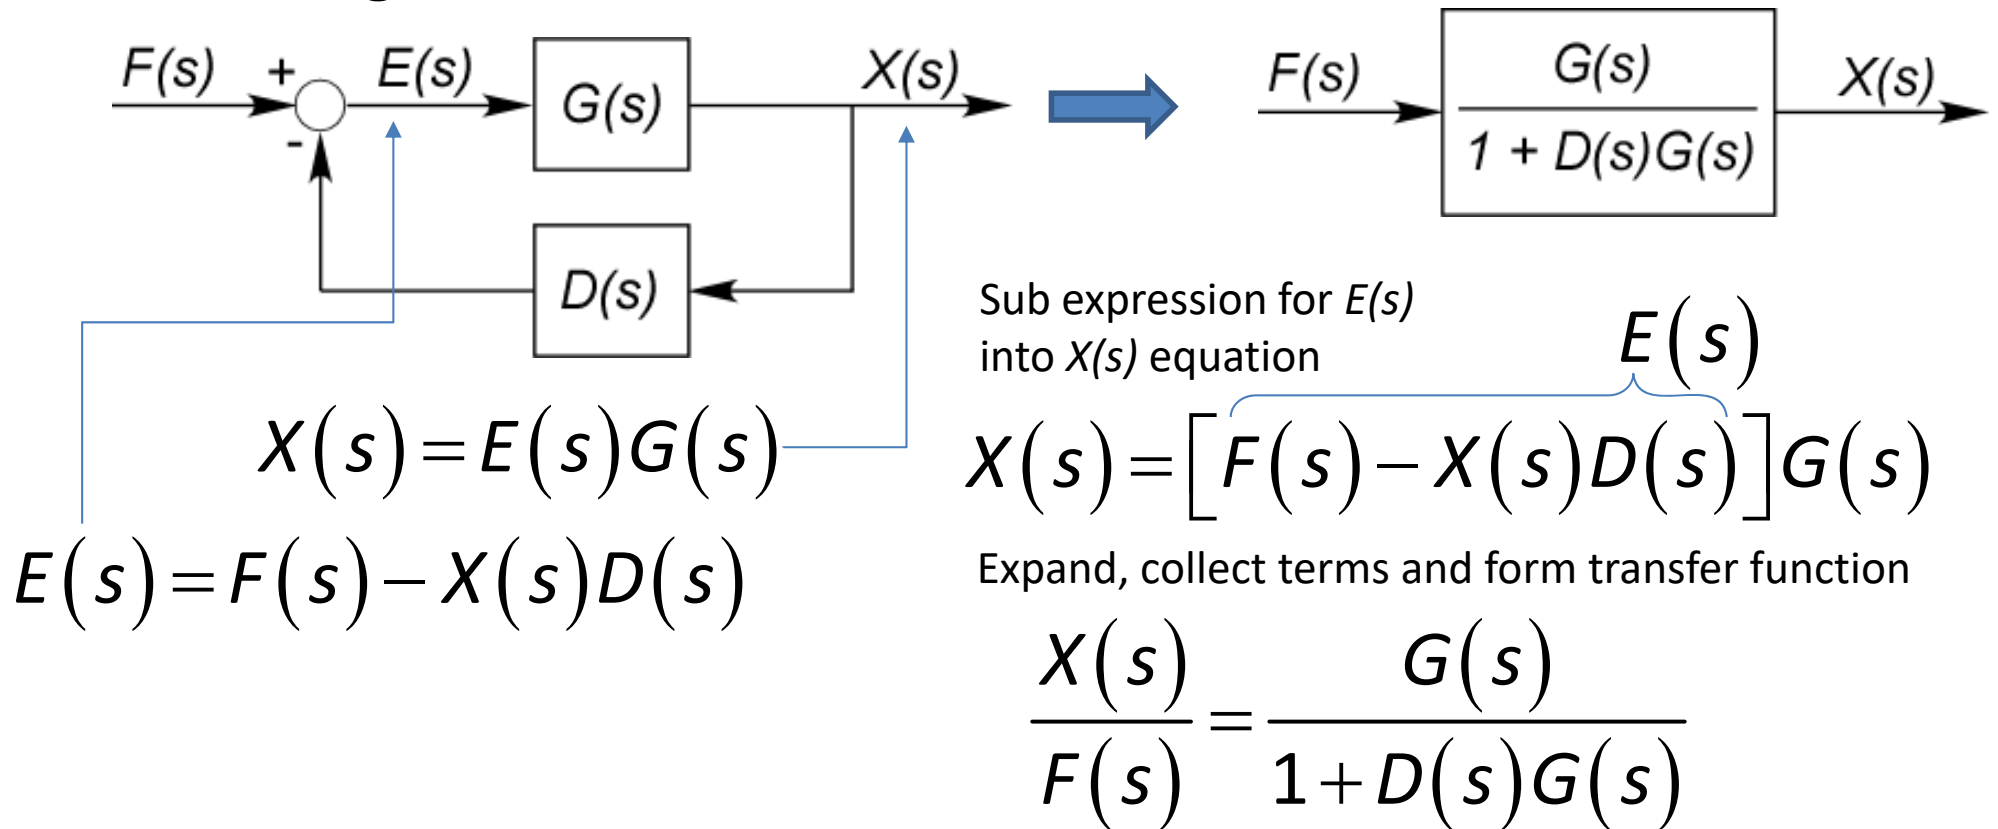 F(s)
+
-
E(s)
G(s)
X(s)
D(s)
F(s)
G(s)
1 + D(s)G(s)
X(s)
X(s)=E(s)G(s)
E(s)=F(s)−X(s)D(s)
Sub expression for E(s)
into X(s) equation
E(s)
X(s)=[F(s)−X(s)D(s)]G(s)
Expand, collect terms and form transfer function
X(s)
F(s)
=
G(s)
1+D(s)G(s)